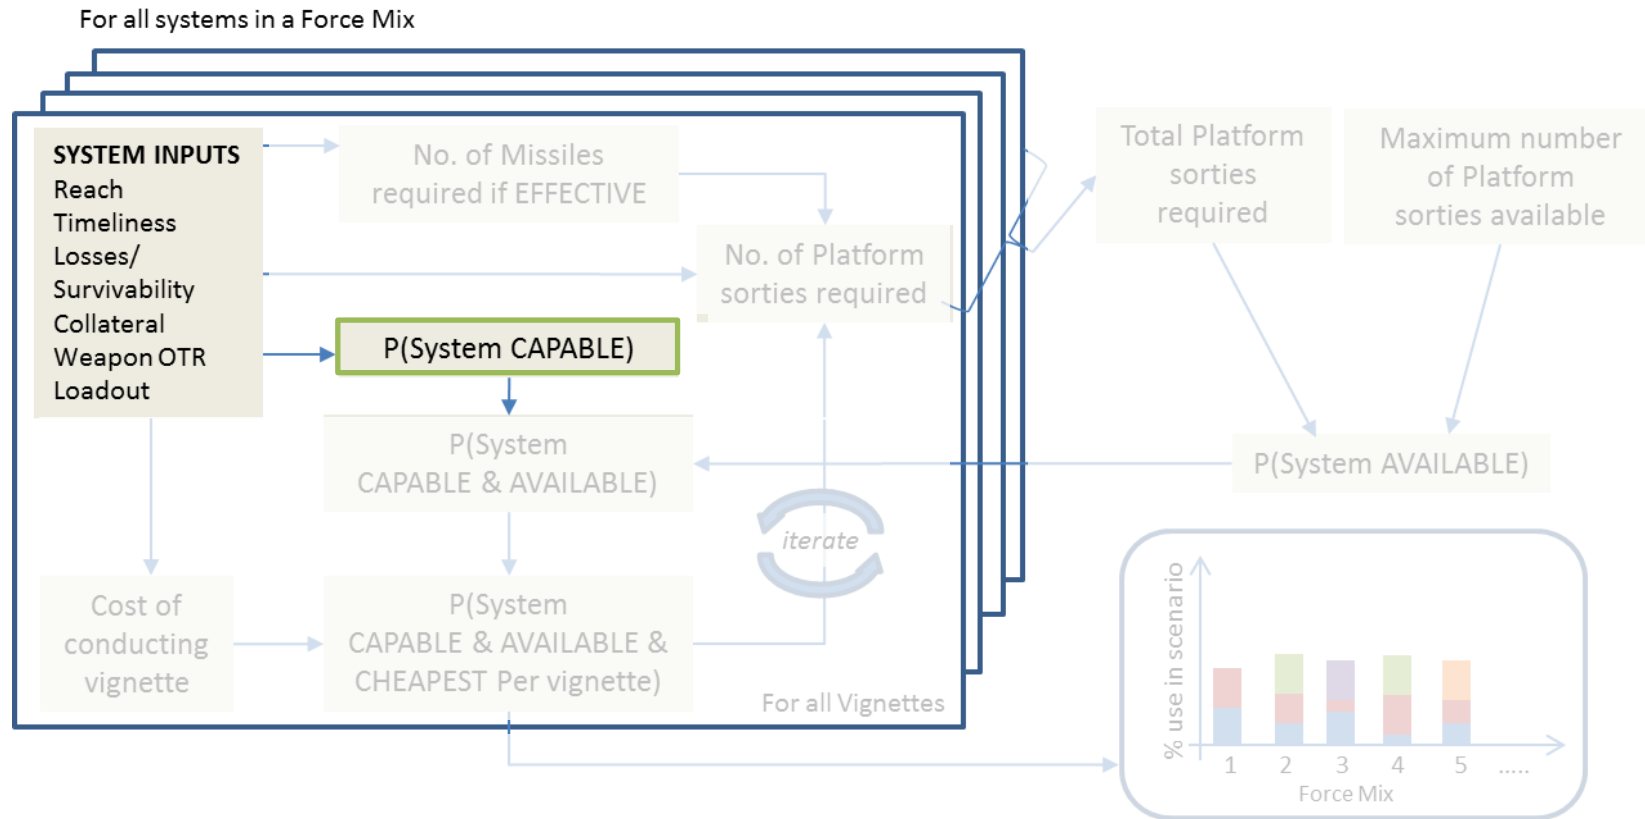 For all systems in a Force Mix
SYSTEM INPUTS
Reach
Timeliness
Losses/
Survivability
Collateral
Weapon OTR
Loadout
No. of Missiles
required if EFFECTIVE
No. of Platform
sorties required
P(System CAPABLE)
P(System
CAPABLE & AVAILABLE)
iterate
Cost of
conducting
vignette
P(System
CAPABLE & AVAILABLE &
CHEAPEST Per vignette)
For all Vignettes
Total Platform
sorties
required
Maximum number
of Platform
sorties available
P(System AVAILABLE)
% use in scenario
1 2 3 4 5 .....
Force Mix